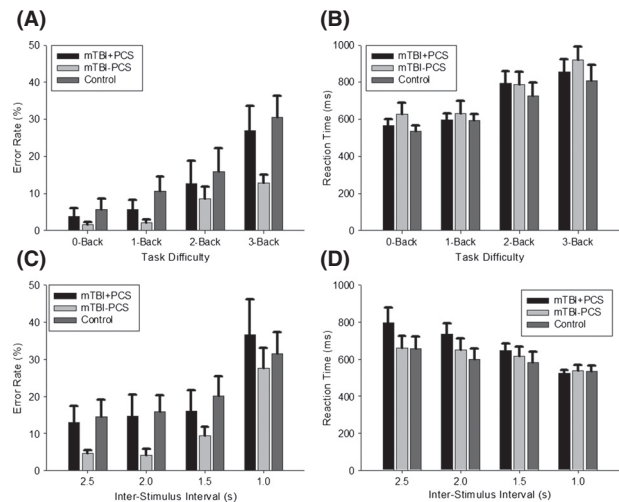 (A)
50
40
30
20
10
0
Error Rate (%)
mTBI+PCS
mTBI-PCS
Control
0-Back 1-Back 2-Back 3-Back
Task Difficulty
(B)
1000
800
600
400
200
0
Reaction Time (ms)
mTBI+PCS
mTBI-PCS
Control
0-Back 1-Back 2-Back 3-Back
Task Difficulty
(C)
50
40
30
20
10
0
Error Rate (%)
mTBI+PCS
mTBI-PCS
Control
2.5 2.0 1.5 1.0
Inter-Stimulus Interval (s)
(D)
1000
800
600
400
200
0
Reaction Time (ms)
mTBI+PCS
mTBI-PCS
Control
2.5 2.0 1.5 1.0
Inter-Stimulus Interval (s)